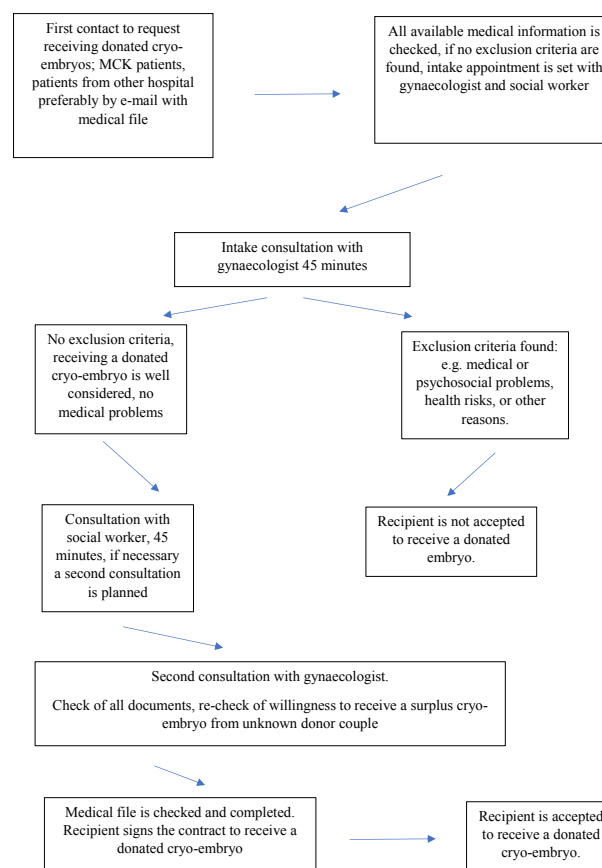 First contact to request
receiving donated cryo-
embryos; MCK patients,
patients from other hospital
preferably by e-mail with
medical file
All available medical information is
checked, if no exclusion criteria are
found, intake appointment is set with
gynaecologist and social worker
Intake consultation with
gynaecologist 45 minutes
No exclusion criteria,
receiving a donated
cryo-embryo is well
considered, no
medical problems
Exclusion criteria found:
e.g. medical or
psychosocial problems,
health risks, or other
reasons.
Consultation with
social worker, 45
minutes, if necessary
a second consultation
is planned
Recipient is not accepted
to receive a donated
embryo.
Second consultation with gynaecologist.
Check of all documents, re-check of willingness to receive a surplus cryo-
embryo from unknown donor couple
Medical file is checked and completed.
Recipient signs the contract to receive a
donated cryo-embryo
Recipient is accepted
to receive a donated
cryo-embryo.